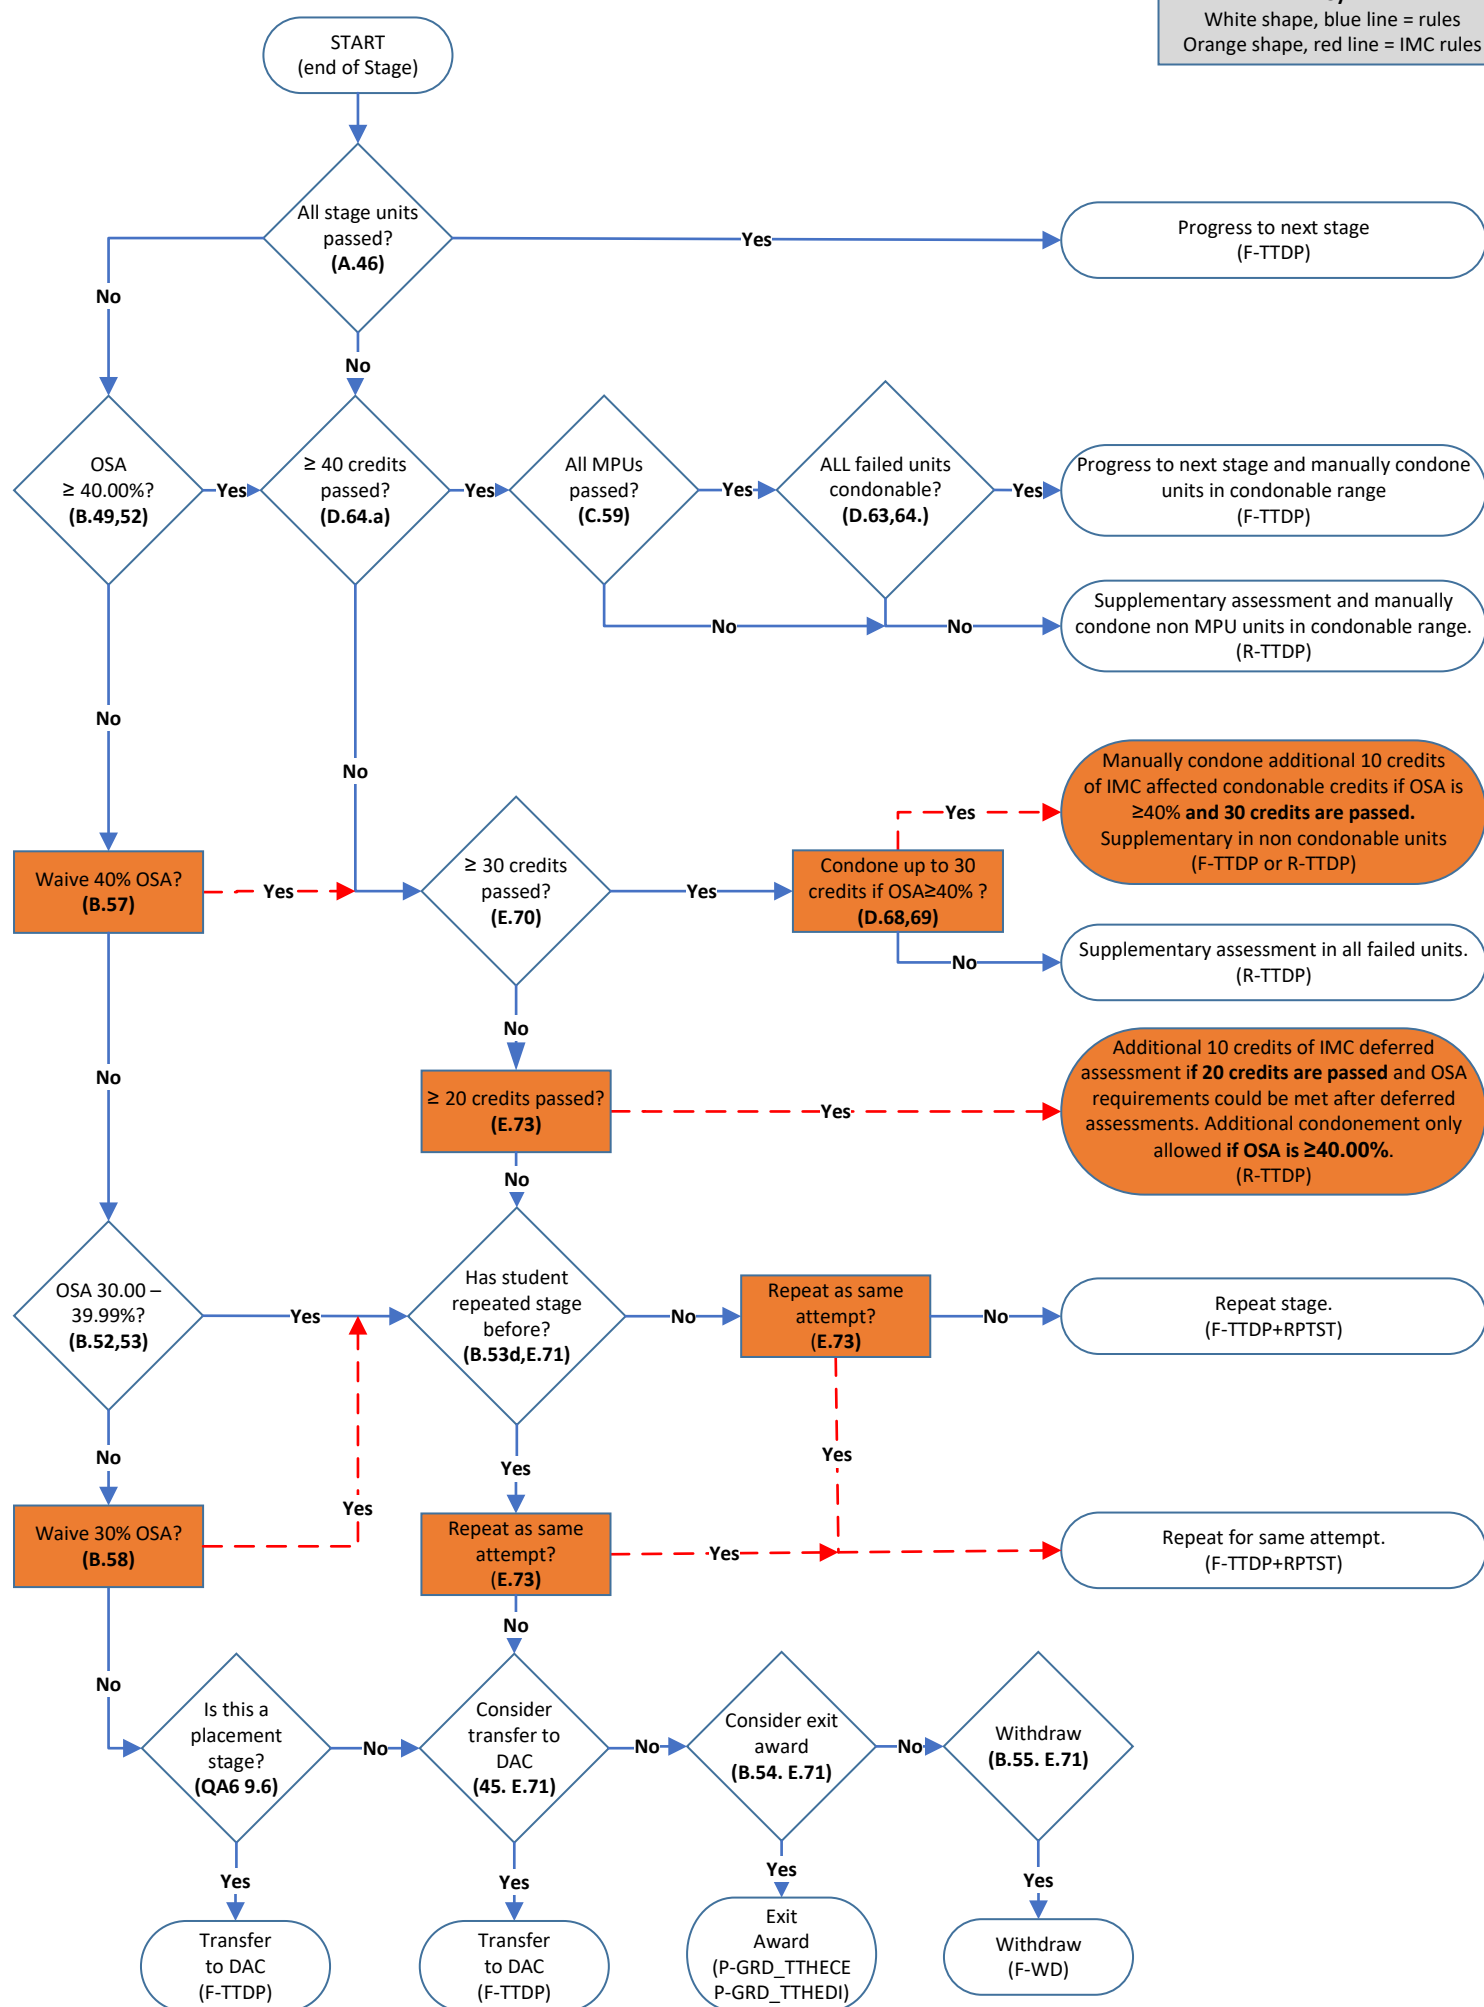 White shape, blue line = rules
Orange shape, red line = IMC rules
START
(end of Stage)
All stage units
passed?
(A.46)
Yes
Progress to next stage
(F-TTDP)
No
No
OSA
≥ 40.00%?
(B.49,52)
Yes
≥ 40 credits
passed?
(D.64.a)
Yes
All MPUs
passed?
(C.59)
Yes
ALL failed units
condonable?
(D.63,64.)
Yes
Progress to next stage and manually condone
units in condonable range
(F-TTDP)
No
No
Supplementary assessment and manually
condone non MPU units in condonable range.
(R-TTDP)
No
No
Waive 40% OSA?
(B.57)
Yes
≥ 30 credits
passed?
(E.70)
Yes
Condone up to 30
credits if OSA≥40% ?
(D.68,69)
Yes
Manually condone additional 10 credits
of IMC affected condonable credits if OSA is
≥40% and 30 credits are passed.
Supplementary in non condonable units
(F-TTDP or R-TTDP)
No
Supplementary assessment in all failed units.
(R-TTDP)
No
No
≥ 20 credits passed?
(E.73)
Yes
Additional 10 credits of IMC deferred
assessment if 20 credits are passed and OSA
requirements could be met after deferred
assessments. Additional condonement only
allowed if OSA is ≥40.00%.
(R-TTDP)
No
OSA 30.00 –
39.99%?
(B.52,53)
Yes
Has student
repeated stage
before?
(B.53d,E.71)
No
Repeat as same
attempt?
(E.73)
No
Repeat stage.
(F-TTDP+RPTST)
No
Yes
Yes
Yes
Waive 30% OSA?
(B.58)
Repeat as same
attempt?
(E.73)
Yes
Repeat for same attempt.
(F-TTDP+RPTST)
No
No
Is this a
placement
stage?
(QA6 9.6)
No
Consider
transfer to
DAC
(45. E.71)
No
Consider exit
award
(B.54. E.71)
No
Withdraw
(B.55. E.71)
Yes
Yes
Yes
Yes
Transfer
to DAC
(F-TTDP)
Transfer
to DAC
(F-TTDP)
Exit
Award
(P-GRD_TTHECE
P-GRD_TTHEDI)
Withdraw
(F-WD)